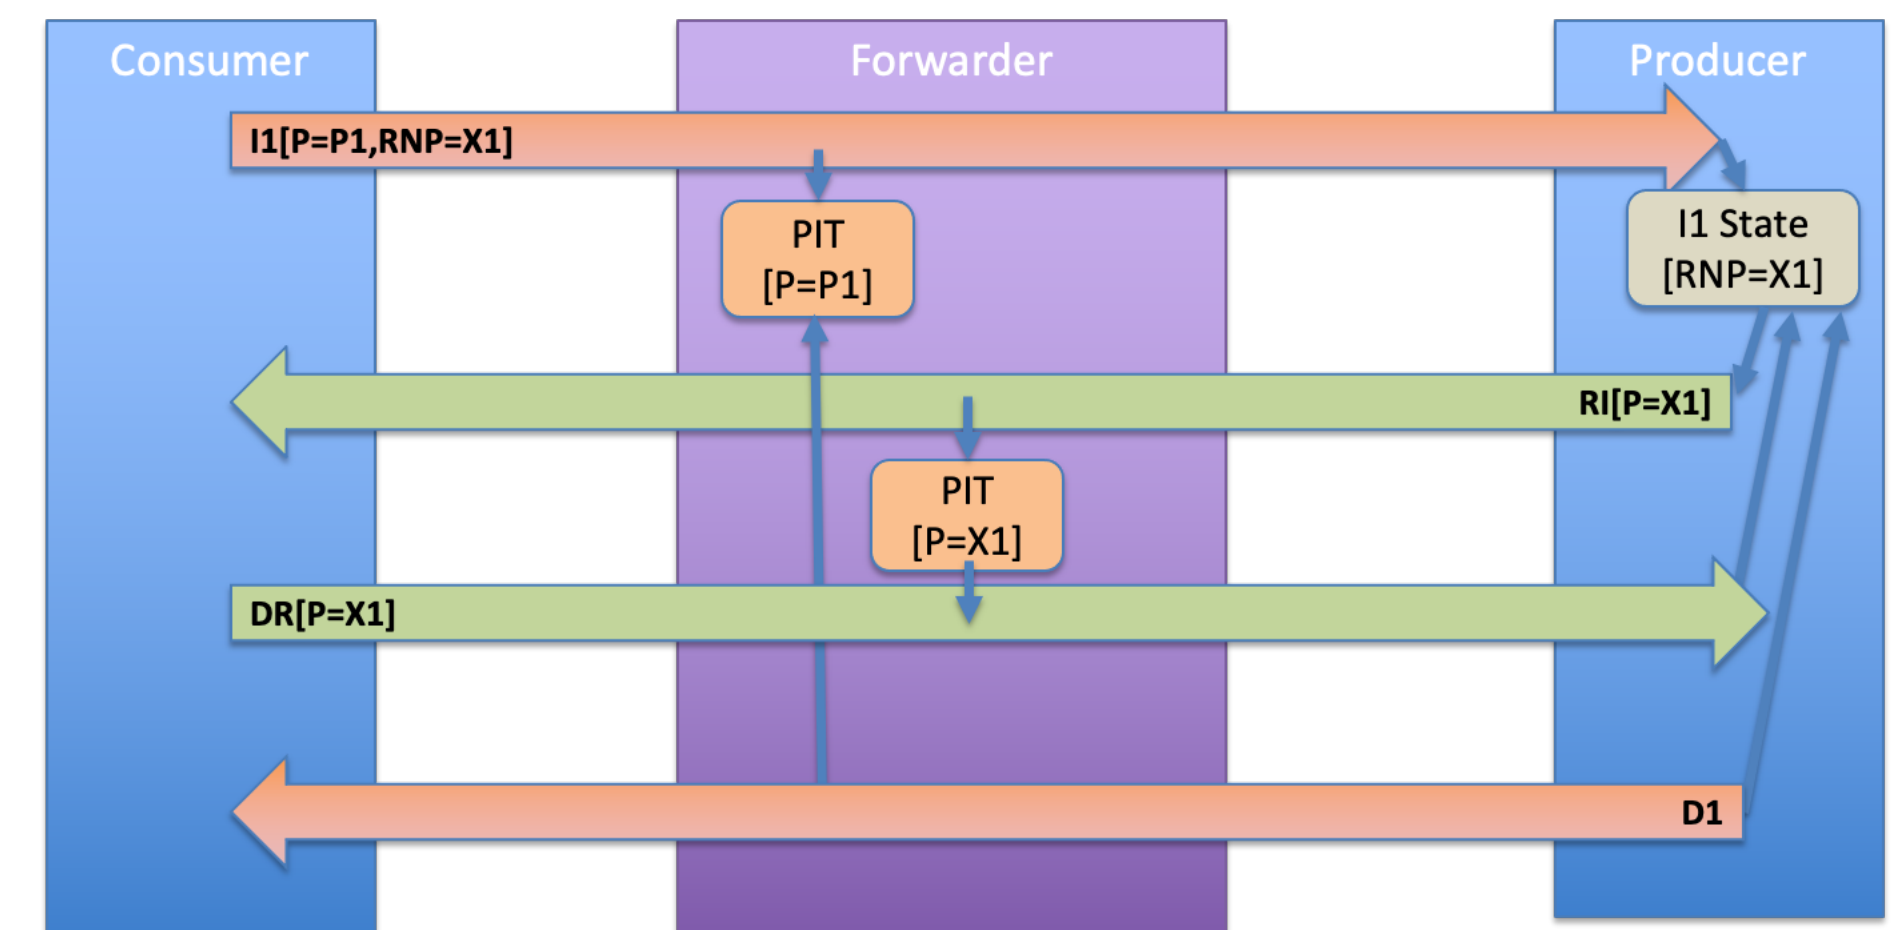 Consumer
Forwarder
Producer
I1[P=P1,RNP=X1]
PIT
[P=P1]
I1 State
[RNP=X1]
RI[P=X1]
PIT
[P=X1]
DR[P=X1]
D1